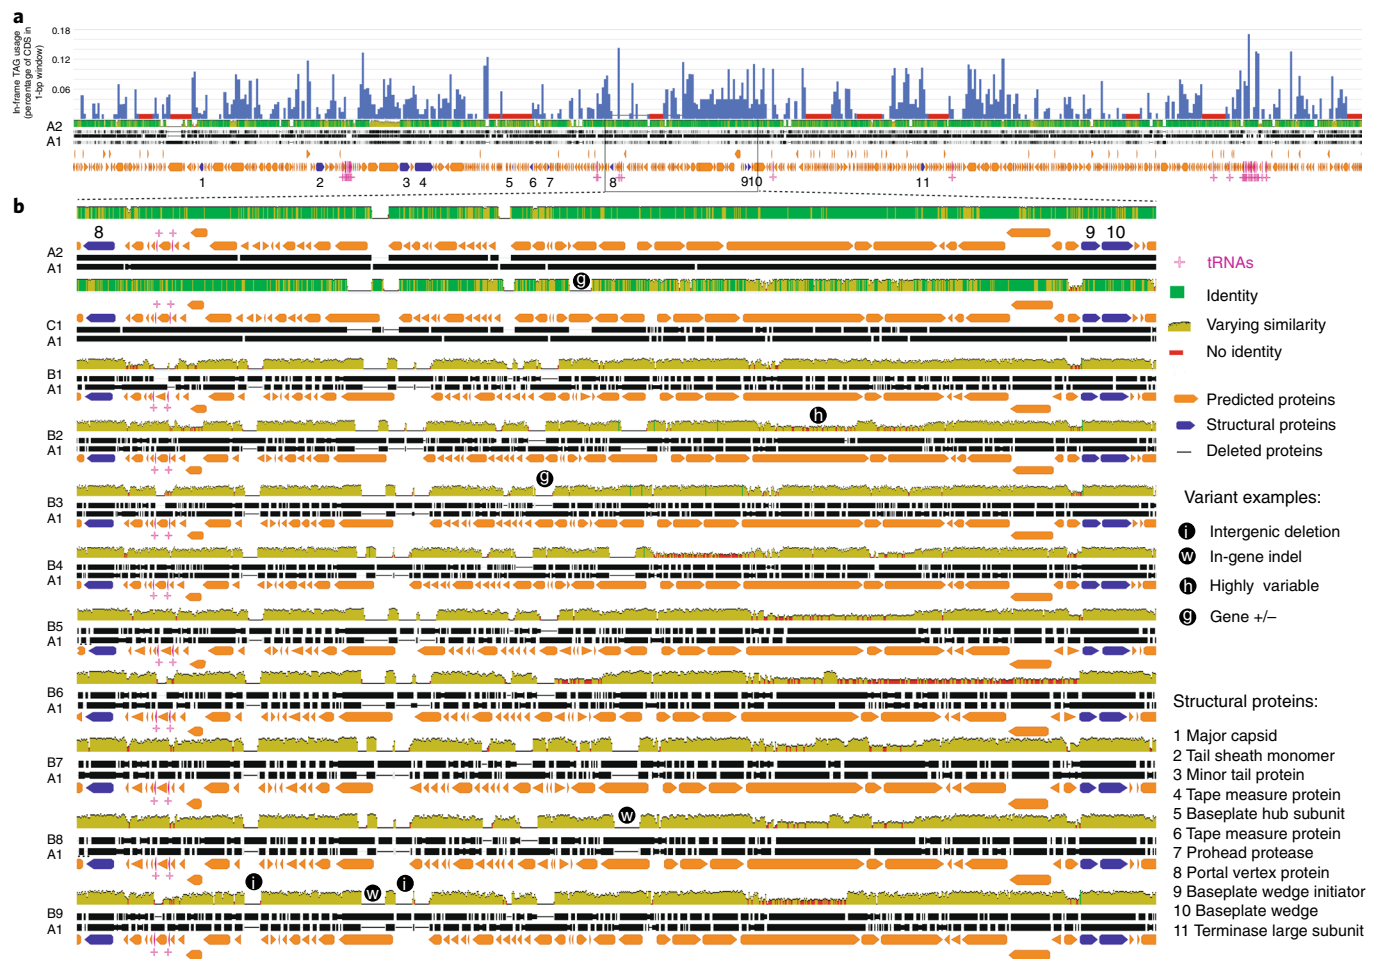 a
In-frame TAG usage
(percentage of CDS in
1-bp window)
0.18
0.12
0.06
A2
A1
1 2 3 4 5 6 7 8 910 11
b
8 9 10
A2
A1
g
C1
A1
B1
A1
h
B2
A1
g
B3
A1
B4
A1
B5
A1
B6
A1
B7
A1
w
B8
A1
i w i
B9
A1
tRNAs
Identity
Varying similarity
No identity
Predicted proteins
Structural proteins
Deleted proteins
Variant examples:
i Intergenic deletion
w In-gene indel
h Highly variable
g Gene +/–
Structural proteins:
1 Major capsid
2 Tail sheath monomer
3 Minor tail protein
4 Tape measure protein
5 Baseplate hub subunit
6 Tape measure protein
7 Prohead protease
8 Portal vertex protein
9 Baseplate wedge initiator
10 Baseplate wedge
11 Terminase large subunit